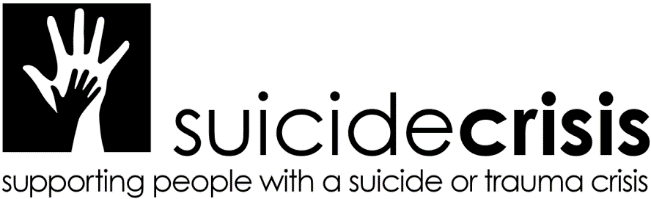 suicidecrisis
supporting people with a suicide or trauma crisis